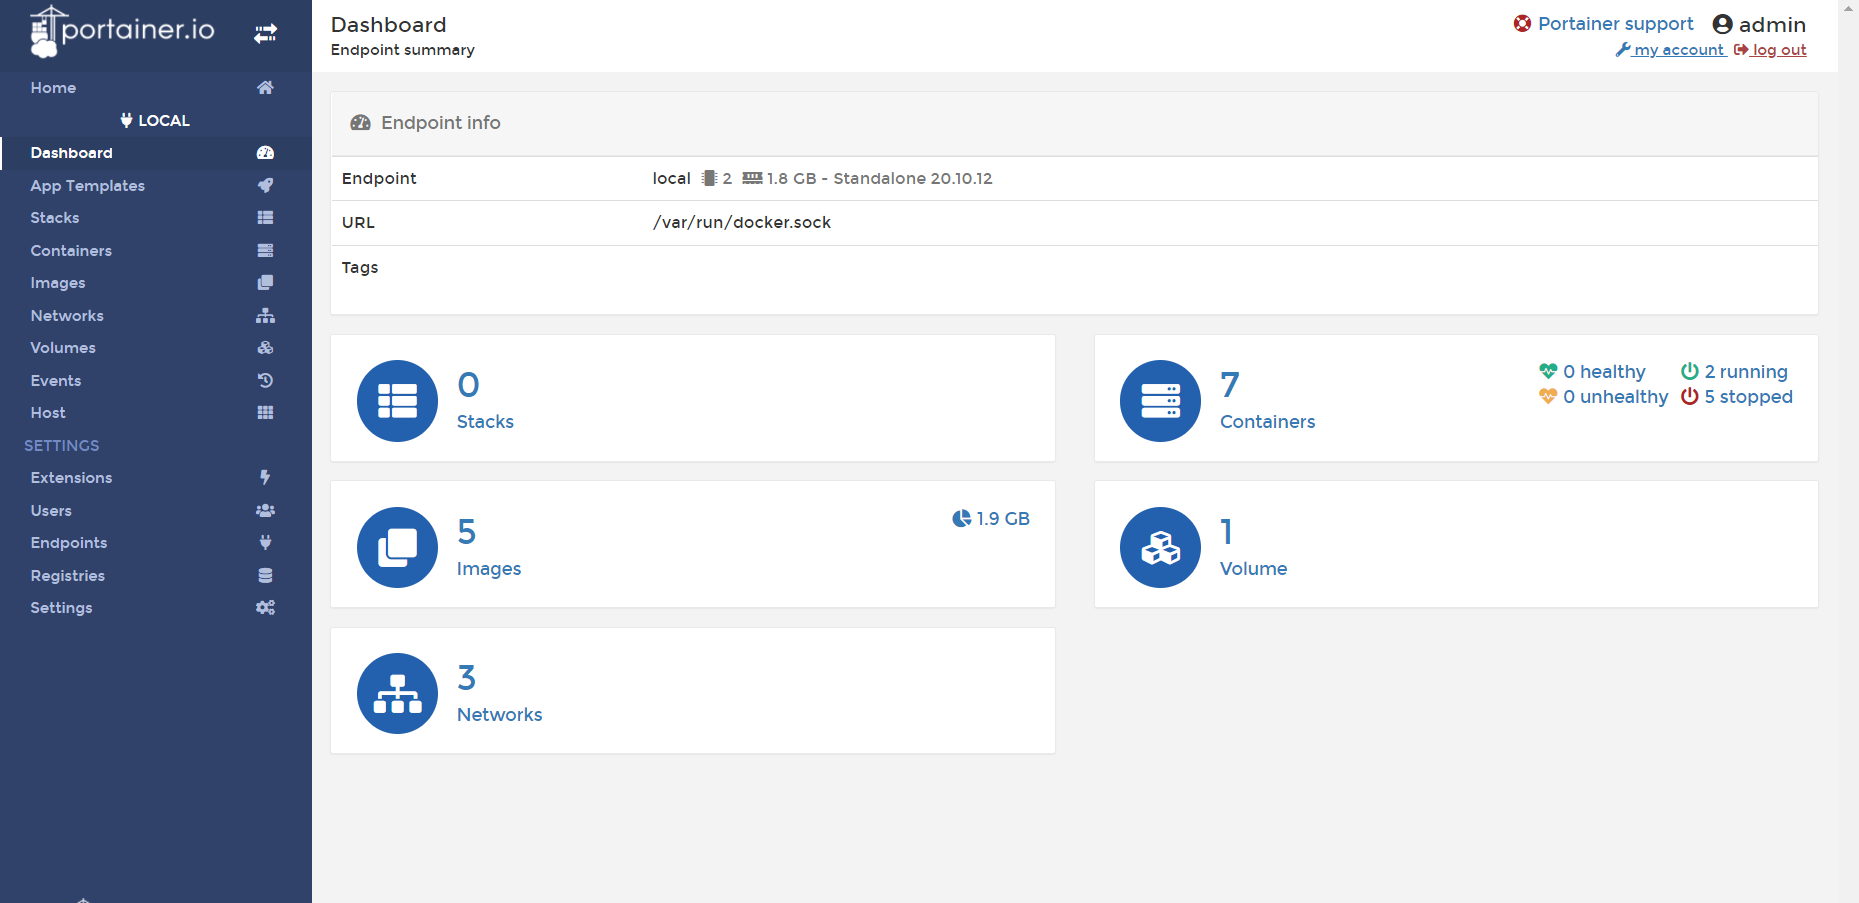 portainer.io
Home
LOCAL
Dashboard
App Templates
Stacks
Containers
Images
Networks
Volumes
Events
Host
SETTINGS
Extensions
Users
Endpoints
Registries
Settings
Dashboard
Endpoint summary
Portainer support
admin
my account
log out
Endpoint info
Endpoint local 2 1.8 GB - Standalone 20.10.12
URL /var/run/docker.sock
Tags
0
Stacks
7
Containers
0 healthy 2 running
0 unhealthy 5 stopped
5
Images
1.9 GB
1
Volume
3
Networks